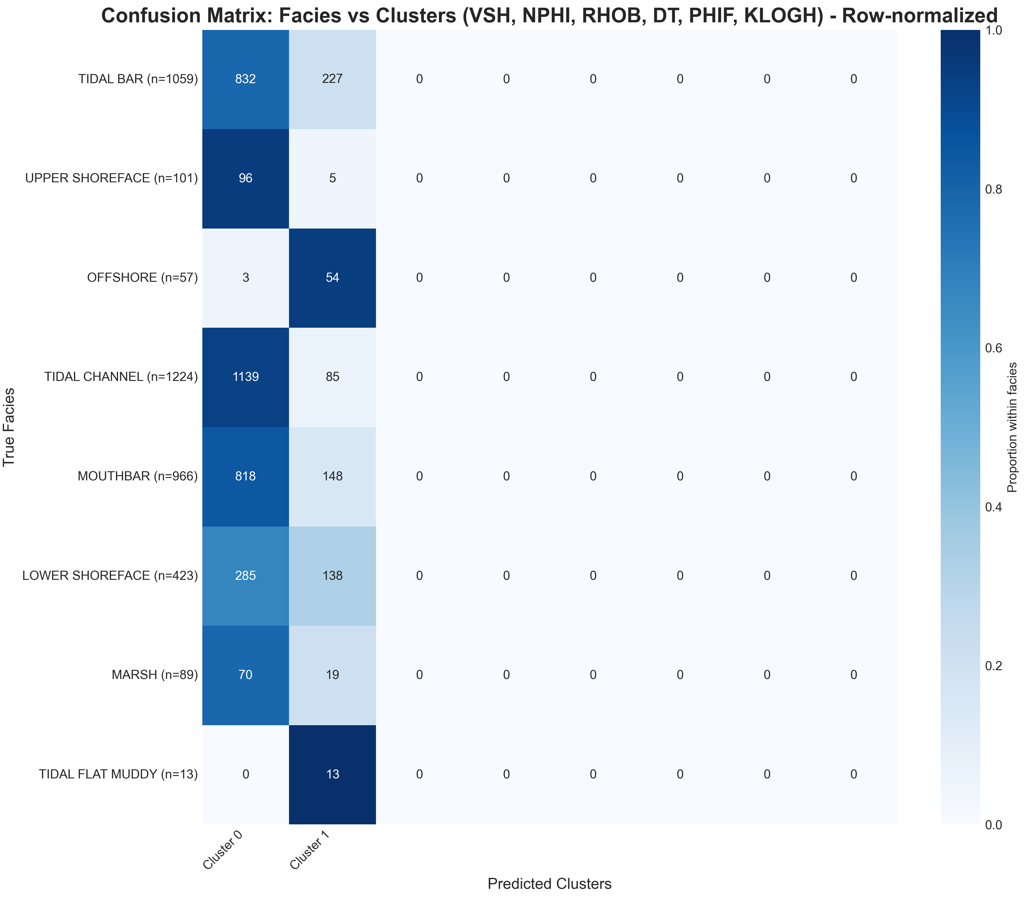 Confusion Matrix: Facies vs Clusters (VSH, NPHI, RHOB, DT, PHIF, KLOGH) - Row-normalized
TIDAL BAR (n=1059) 832 227 0 0 0 0 0 0
UPPER SHOREFACE (n=101) 96 5 0 0 0 0 0 0
OFFSHORE (n=57) 3 54 0 0 0 0 0 0
TIDAL CHANNEL (n=1224) 1139 85 0 0 0 0 0 0
MOUTHBAR (n=966) 818 148 0 0 0 0 0 0
LOWER SHOREFACE (n=423) 285 138 0 0 0 0 0 0
MARSH (n=89) 70 19 0 0 0 0 0 0
TIDAL FLAT MUDDY (n=13) 0 13 0 0 0 0 0 0
True Facies
Cluster 0
Cluster 1
Predicted Clusters
1.0
0.8
0.6
0.4
0.2
0.0
Proportion within facies